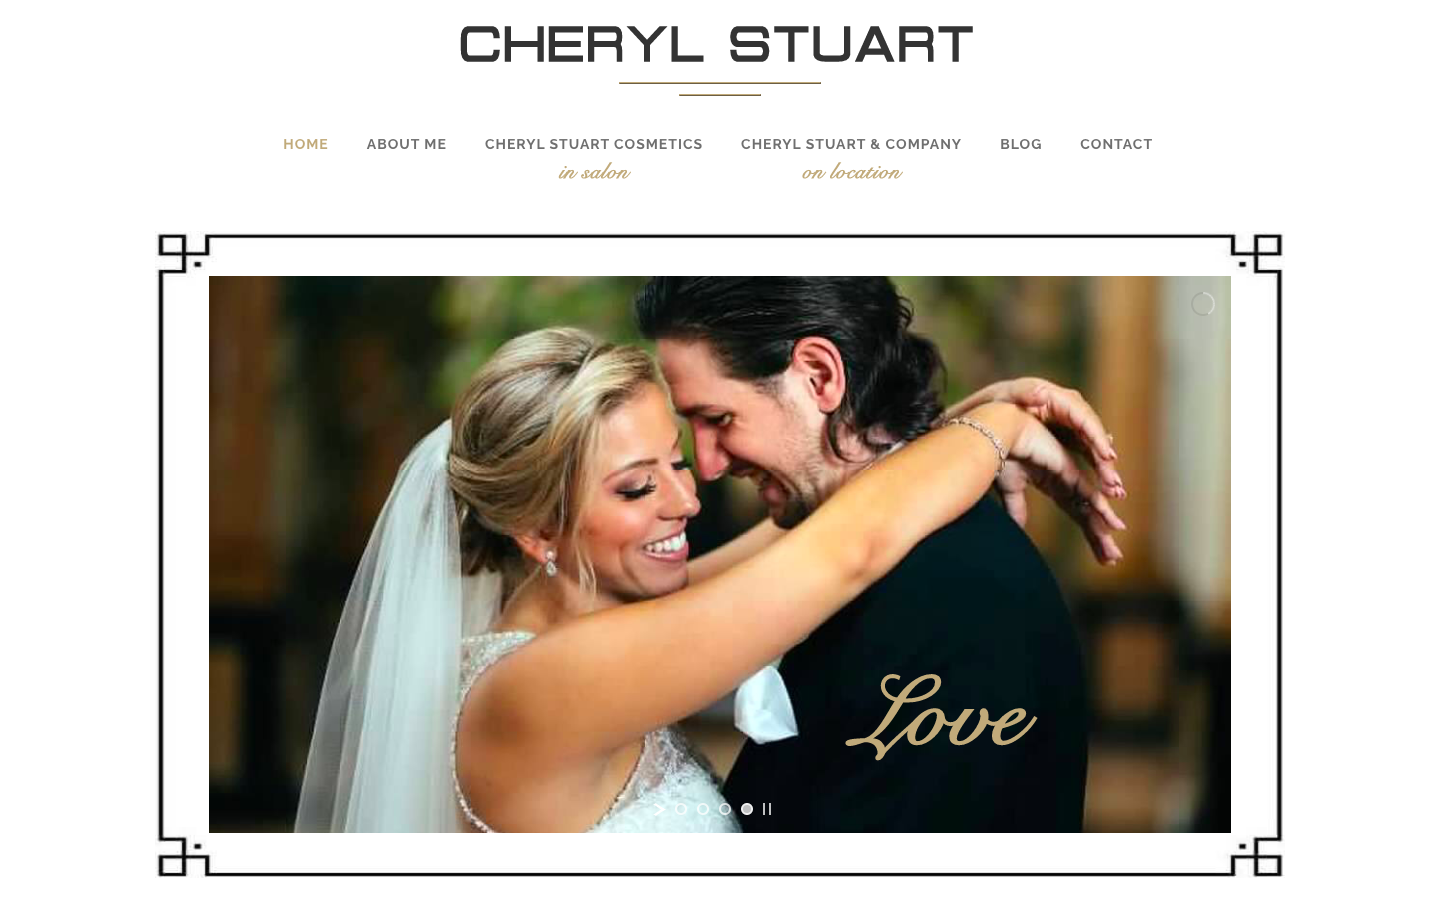 CHERYL STUART
HOME ABOUT ME CHERYL STUART COSMETICS CHERYL STUART & COMPANY BLOG CONTACT
in salon on location
Love